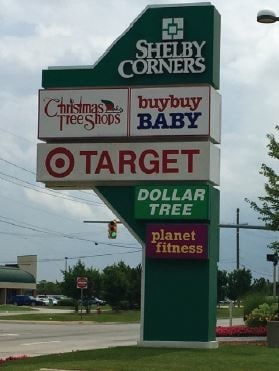 SHELBY
CORNERS
Christmas
Tree Shops
buybuy
BABY
TARGET
DOLLAR
TREE
planet
fitness